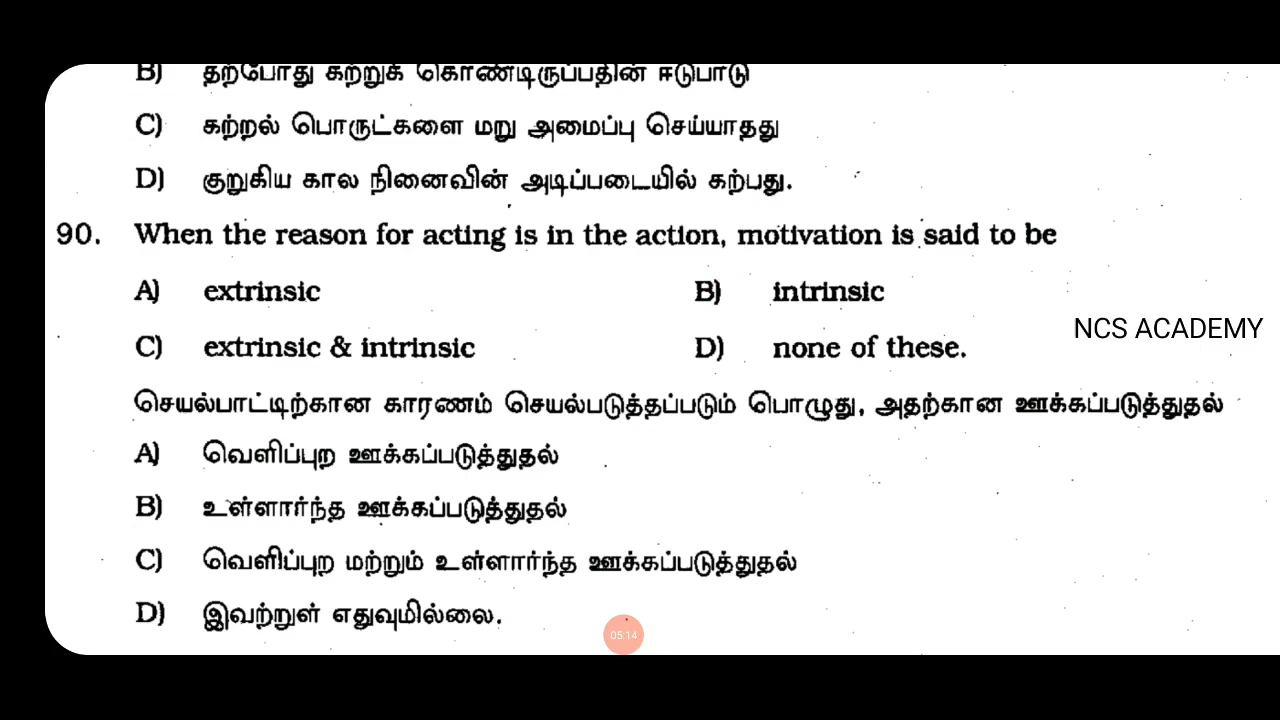 B) தற்போது கற்றுக் கொண்டிருப்பதின் ஈடுபாடு
C) கற்றல் பொருட்களை மறு அமைப்பு செய்யாதது
D) குறுகிய கால நினைவின் அடிப்படையில் கற்பது.
90. When the reason for acting is in the action, motivation is said to be
A) extrinsic B) intrinsic
NCS ACADEMY
C) extrinsic & intrinsic D) none of these.
செயல்பாட்டிற்கான காரணம் செயல்படுத்தப்படும் பொழுது, அதற்கான ஊக்கப்படுத்துதல்
A) வெளிப்புற ஊக்கப்படுத்துதல்
B) உள்ளார்ந்த ஊக்கப்படுத்துதல்
C) வெளிப்புற மற்றும் உள்ளார்ந்த ஊக்கப்படுத்துதல்
D) இவற்றுள் எதுவுமில்லை.
05:14